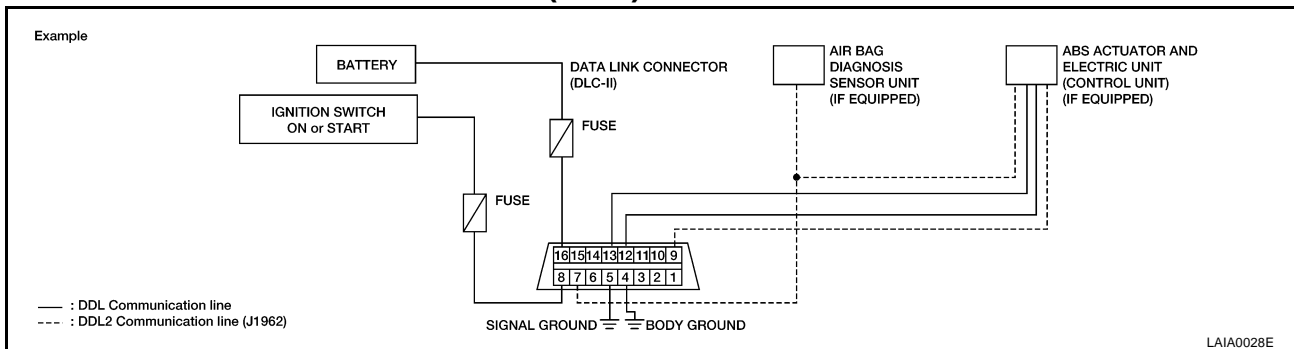 Example
BATTERY
IGNITION SWITCH
ON or START
DATA LINK CONNECTOR
(DLC-II)
FUSE
FUSE
AIR BAG
DIAGNOSIS
SENSOR UNIT
(IF EQUIPPED)
ABS ACTUATOR AND
ELECTRIC UNIT
(CONTROL UNIT)
(IF EQUIPPED)
16 15 14 13 12 11 10 9
8 7 6 5 4 3 2 1
: DDL Communication line
: DDL2 Communication line (J1962)
SIGNAL GROUND
BODY GROUND
LAIA0028E